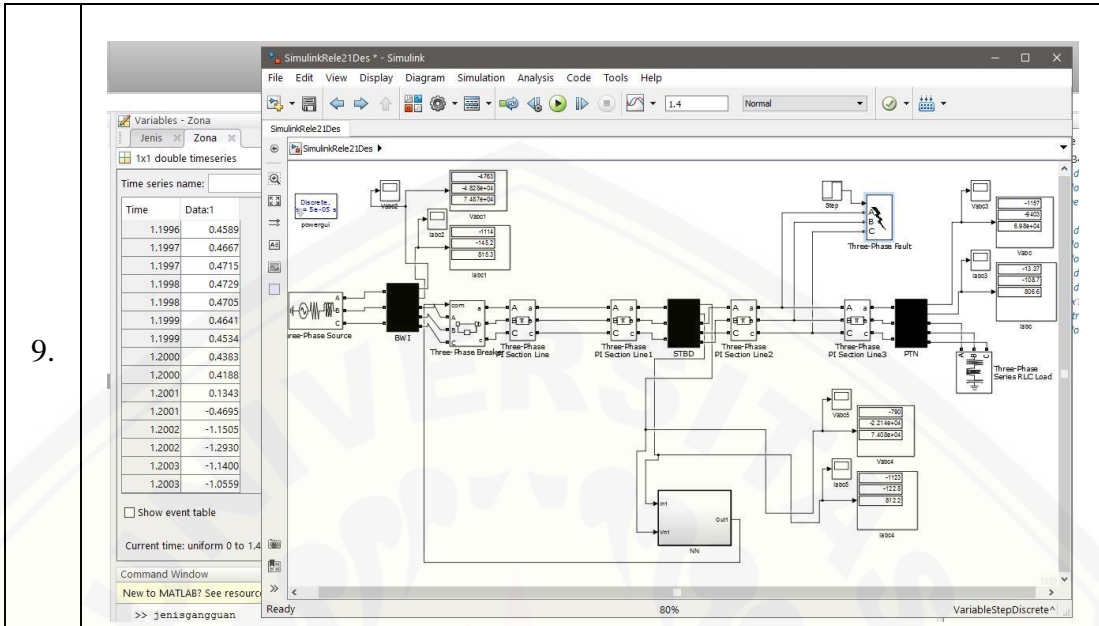 9.
SimulinkRele21Des * - Simulink
File Edit View Display Diagram Simulation Analysis Code Tools Help
1.4
Normal
SimulinkRele21Des
SimulinkRele21Des
Variables - Zona
Jenis
Zona
1x1 double timeseries
Time series name:
Time Data:1
1.1996 0.4589
1.1997 0.4667
1.1997 0.4715
1.1998 0.4729
1.1998 0.4705
1.1999 0.4641
1.1999 0.4534
1.2000 0.4383
1.2000 0.4188
1.2001 0.1343
1.2001 -0.4695
1.2002 -1.1505
1.2002 -1.2930
1.2003 -1.1400
1.2003 -1.0559
Show event table
Current time: uniform 0 to 1.4
Command Window
New to MATLAB? See resourc
>> jenisgangguan
Discrete,
= 5e-05 s
powergui
Vabc2
-4763
-4.828e+04
7.487e+04
Vabc1
Iabc2
-1114
-145.2
815.3
Iabc1
Step
A
B
C
Three-Phase Fault
Vabc3
-1157
-9403
6.98e+04
Vabc
Iabc3
-13.37
-108.7
806.6
Iabc
A
B
C
ree-Phase Source
BWI
com
A a
B b
C c
Three-Phase Breaker
A a
B b
C c
Three-Phase
PI Section Line
A a
B b
C c
Three-Phase
PI Section Line1
STBD
A a
B b
C c
Three-Phase
PI Section Line2
A a
B b
C c
Three-Phase
PI Section Line3
PTN
A B C
Three-Phase
Series RLC Load
Vabc5
-790
-2.214e+04
7.408e+04
Vabc4
Iabc5
-1123
-122.8
812.2
Iabc4
Im1
Vm1
Out1
NN
Ready
80%
VariableStepDiscrete^
UNIVERSITAS